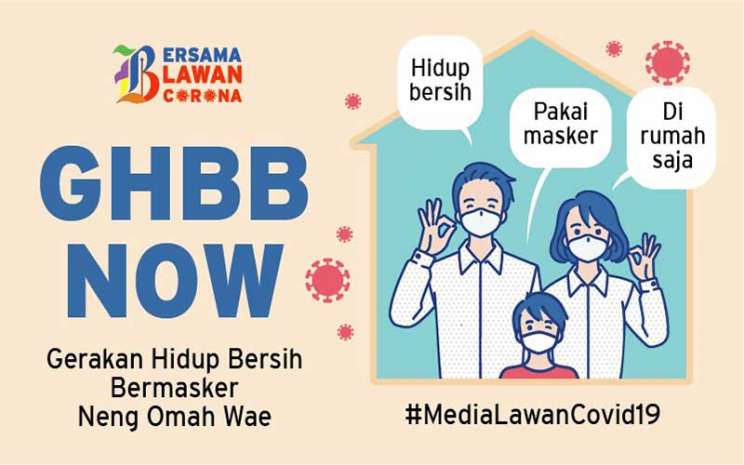 BERSAMA
LAWAN
CORONA
GHBB
NOW
Gerakan Hidup Bersih
Bermasker
Neng Omah Wae
Hidup
bersih
Pakai
masker
Di
rumah
saja
#MediaLawanCovid19